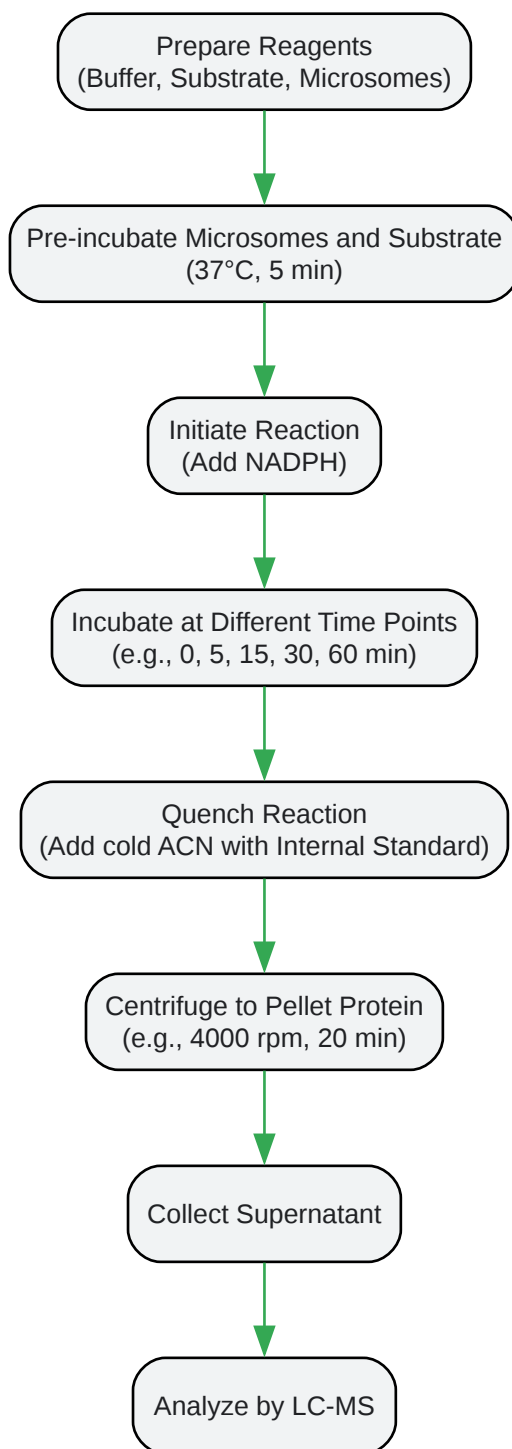 Prepare Reagents
(Buffer, Substrate, Microsomes)
Pre-incubate Microsomes and Substrate
(37°C, 5 min)
Initiate Reaction
(Add NADPH)
Incubate at Different Time Points
(e.g., 0, 5, 15, 30, 60 min)
Quench Reaction
(Add cold ACN with Internal Standard)
Centrifuge to Pellet Protein
(e.g., 4000 rpm, 20 min)
Collect Supernatant
Analyze by LC-MS